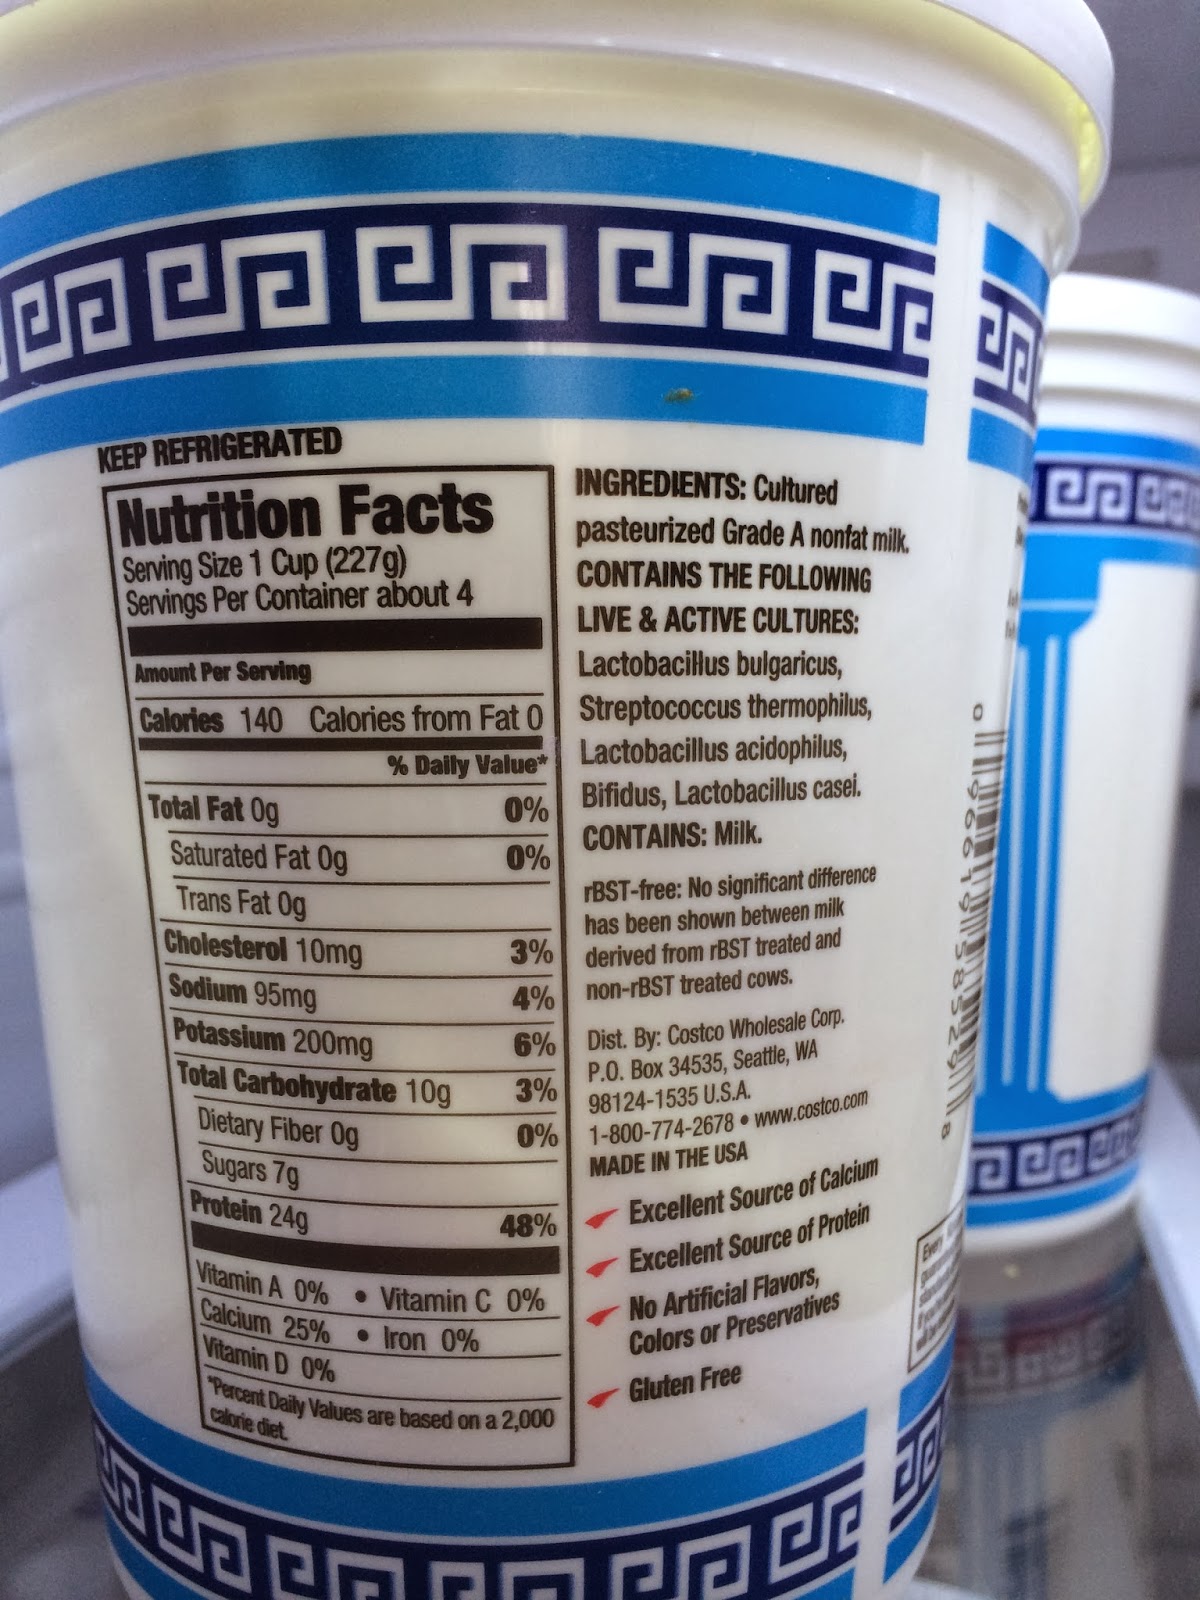 KEEP REFRIGERATED
Nutrition Facts
Serving Size 1 Cup (227g)
Servings Per Container about 4
Amount Per Serving
Calories 140 Calories from Fat 0
% Daily Value*
Total Fat 0g 0%
Saturated Fat 0g 0%
Trans Fat 0g
Cholesterol 10mg 3%
Sodium 95mg 4%
Potassium 200mg 6%
Total Carbohydrate 10g 3%
Dietary Fiber 0g 0%
Sugars 7g
Protein 24g 48%
Vitamin A 0% • Vitamin C 0%
Calcium 25% • Iron 0%
Vitamin D 0%
*Percent Daily Values are based on a 2,000
calorie diet.
INGREDIENTS: Cultured
pasteurized Grade A nonfat milk.
CONTAINS THE FOLLOWING
LIVE & ACTIVE CULTURES:
Lactobacillus bulgaricus,
Streptococcus thermophilus,
Lactobacillus acidophilus,
Bifidus, Lactobacillus casei.
CONTAINS: Milk.
rBST-free: No significant difference
has been shown between milk
derived from rBST treated and
non-rBST treated cows.
Dist. By: Costco Wholesale Corp.
P.O. Box 34535, Seattle, WA
98124-1535 U.S.A.
1-800-774-2678 • www.costco.com
MADE IN THE USA
Excellent Source of Calcium
Excellent Source of Protein
No Artificial Flavors,
Colors or Preservatives
Gluten Free
0 96619 58529 8
Every